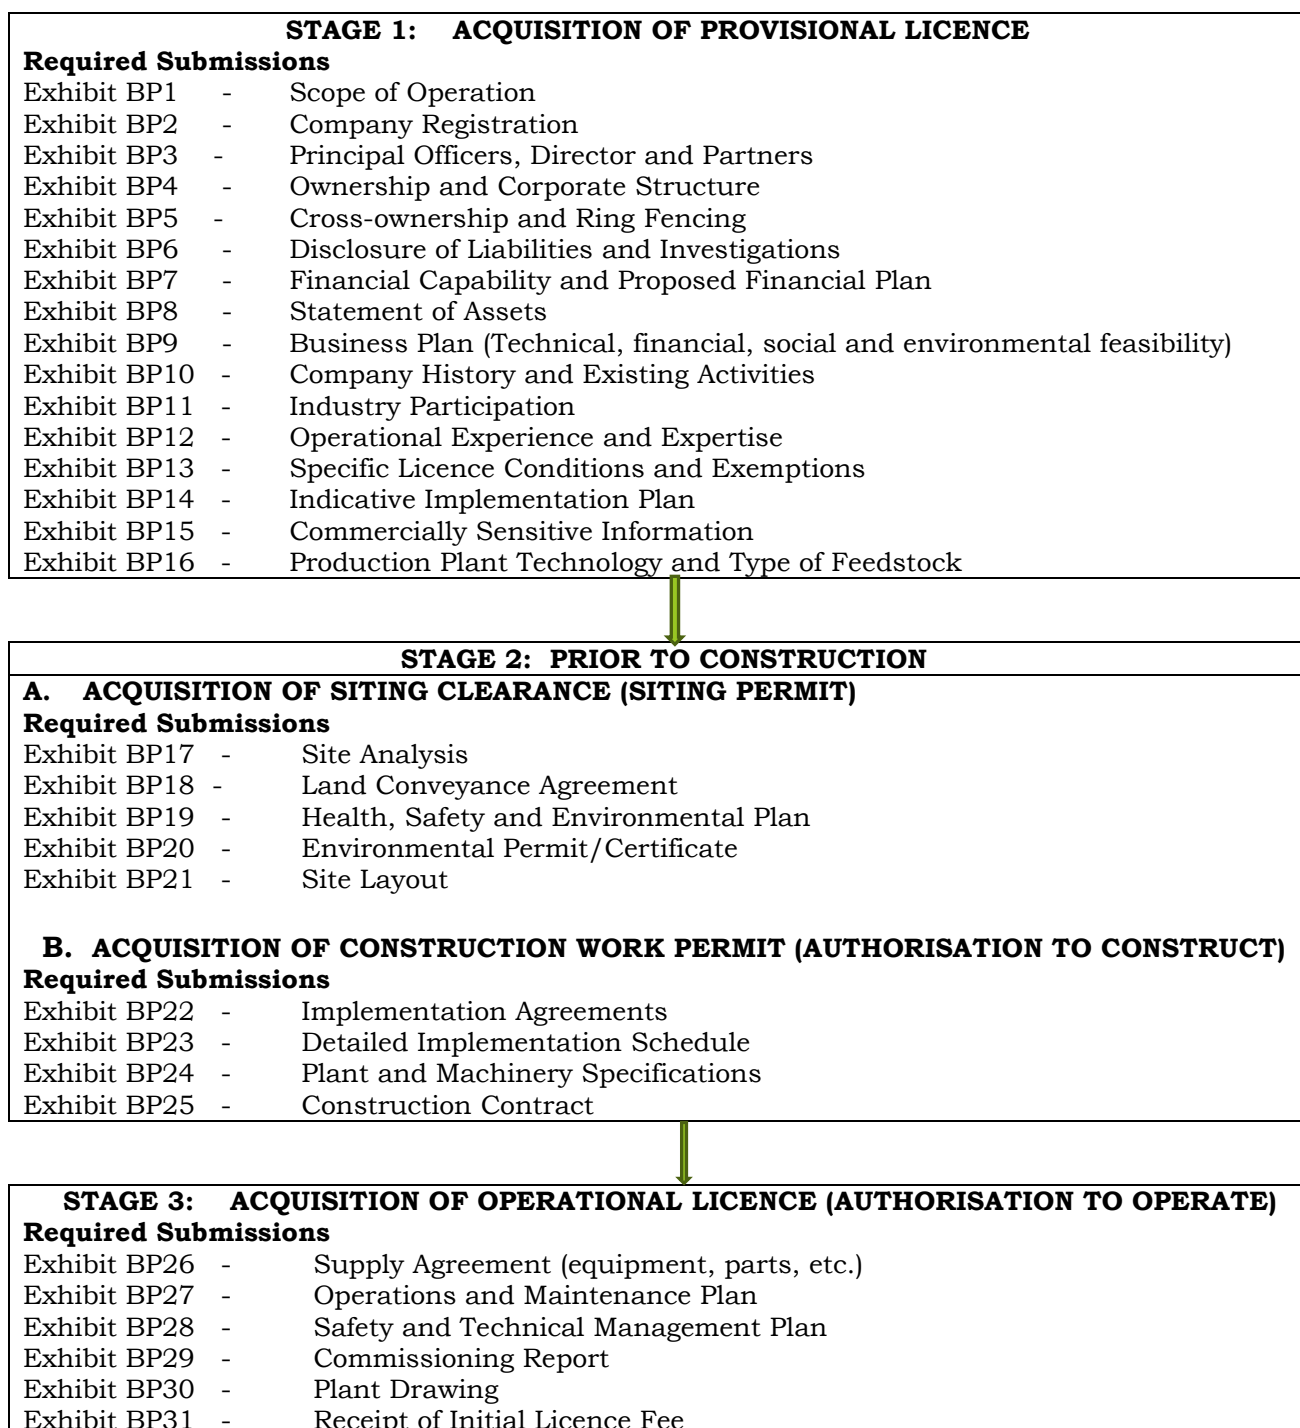 STAGE 1: ACQUISITION OF PROVISIONAL LICENCE
Required Submissions
Exhibit BP1 - Scope of Operation
Exhibit BP2 - Company Registration
Exhibit BP3 - Principal Officers, Director and Partners
Exhibit BP4 - Ownership and Corporate Structure
Exhibit BP5 - Cross-ownership and Ring Fencing
Exhibit BP6 - Disclosure of Liabilities and Investigations
Exhibit BP7 - Financial Capability and Proposed Financial Plan
Exhibit BP8 - Statement of Assets
Exhibit BP9 - Business Plan (Technical, financial, social and environmental feasibility)
Exhibit BP10 - Company History and Existing Activities
Exhibit BP11 - Industry Participation
Exhibit BP12 - Operational Experience and Expertise
Exhibit BP13 - Specific Licence Conditions and Exemptions
Exhibit BP14 - Indicative Implementation Plan
Exhibit BP15 - Commercially Sensitive Information
Exhibit BP16 - Production Plant Technology and Type of Feedstock
STAGE 2: PRIOR TO CONSTRUCTION
A. ACQUISITION OF SITING CLEARANCE (SITING PERMIT)
Required Submissions
Exhibit BP17 - Site Analysis
Exhibit BP18 - Land Conveyance Agreement
Exhibit BP19 - Health, Safety and Environmental Plan
Exhibit BP20 - Environmental Permit/Certificate
Exhibit BP21 - Site Layout
B. ACQUISITION OF CONSTRUCTION WORK PERMIT (AUTHORISATION TO CONSTRUCT)
Required Submissions
Exhibit BP22 - Implementation Agreements
Exhibit BP23 - Detailed Implementation Schedule
Exhibit BP24 - Plant and Machinery Specifications
Exhibit BP25 - Construction Contract
STAGE 3: ACQUISITION OF OPERATIONAL LICENCE (AUTHORISATION TO OPERATE)
Required Submissions
Exhibit BP26 - Supply Agreement (equipment, parts, etc.)
Exhibit BP27 - Operations and Maintenance Plan
Exhibit BP28 - Safety and Technical Management Plan
Exhibit BP29 - Commissioning Report
Exhibit BP30 - Plant Drawing
Exhibit BP31 - Receipt of Initial Licence Fee